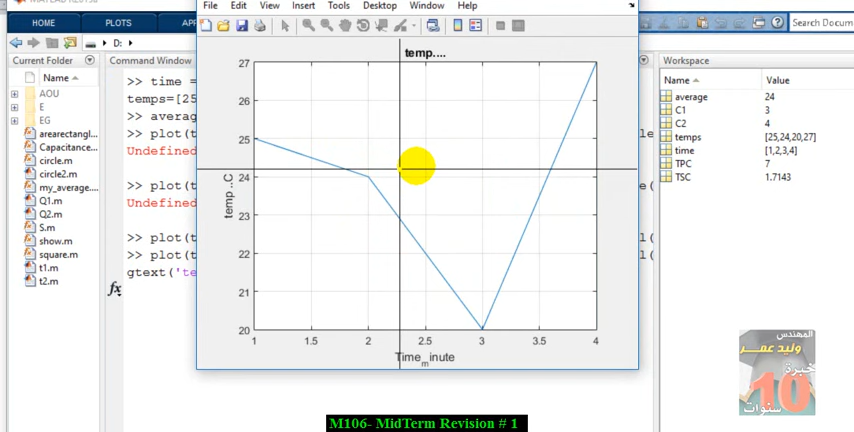 File Edit View Insert Tools Desktop Window Help
HOME PLOTS
Search Docum
D:
Current Folder
Name
AOU
E
EG
arearectangl...
Capacitance
circle.m
circle2.m
my_average....
Q1.m
Q2.m
S.m
show.m
square.m
t1.m
t2.m
Command Window
>> time =
temps=[25
>> averag
>> plot(t
Undefined
>> plot(t
Undefined
>> plot(t
>> plot(t
gtext('te
fx
temp....
27
26
25
24
23
22
21
20
temp ..C
1 1.5 2 2.5 3 3.5 4
Time_minute
Workspace
Name Value
average 24
C1 3
C2 4
temps [25,24,20,27]
time [1,2,3,4]
TPC 7
TSC 1.7143
المهندس
وليد عمر
خبرة
10
سنوات
M106- MidTerm Revision # 1